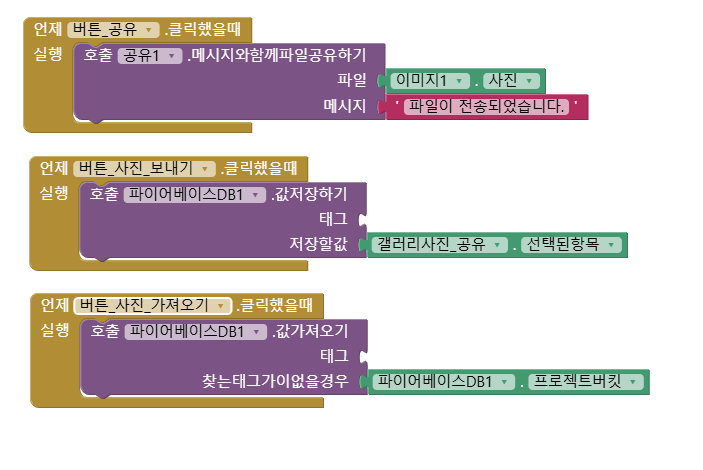 언제 버튼_공유 .클릭했을때
실행 호출 공유1 .메시지와함께파일공유하기
파일 이미지1 . 사진
메시지 ' 파일이 전송되었습니다. '
언제 버튼_사진_보내기 .클릭했을때
실행 호출 파이어베이스DB1 .값저장하기
태그
저장할값 갤러리사진_공유 . 선택된항목
언제 버튼_사진_가져오기 .클릭했을때
실행 호출 파이어베이스DB1 .값가져오기
태그
찾는태그가이없을경우 파이어베이스DB1 . 프로젝트버킷